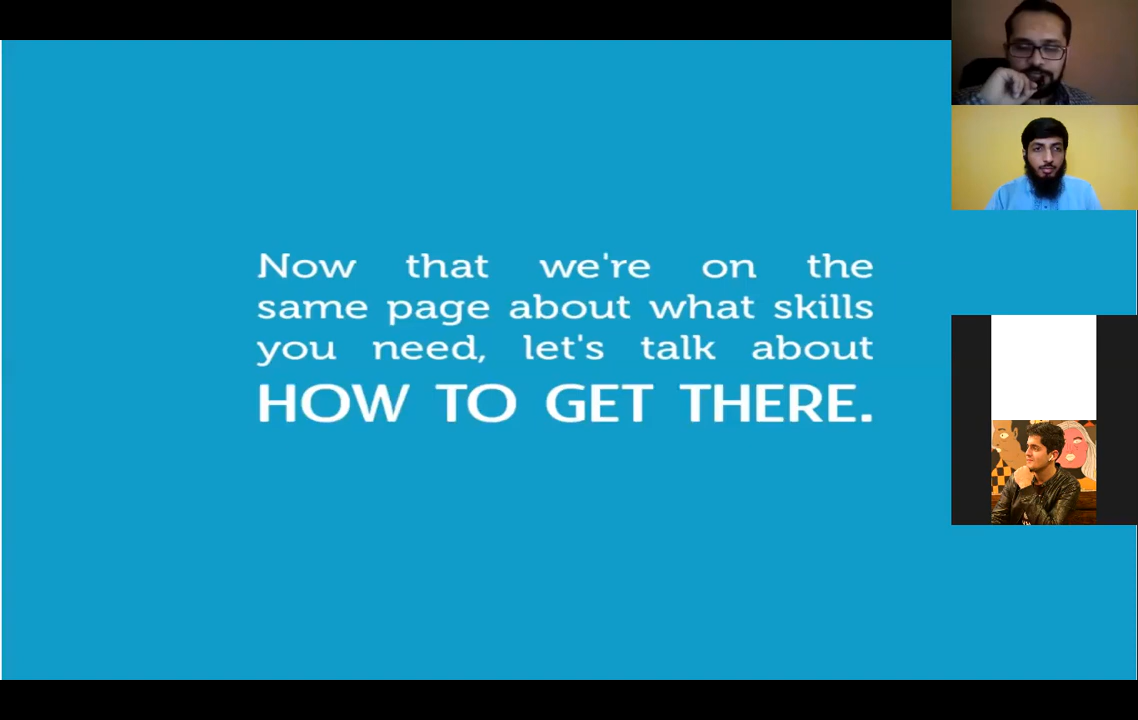 Now that we're on the
same page about what skills
you need, let's talk about
HOW TO GET THERE.